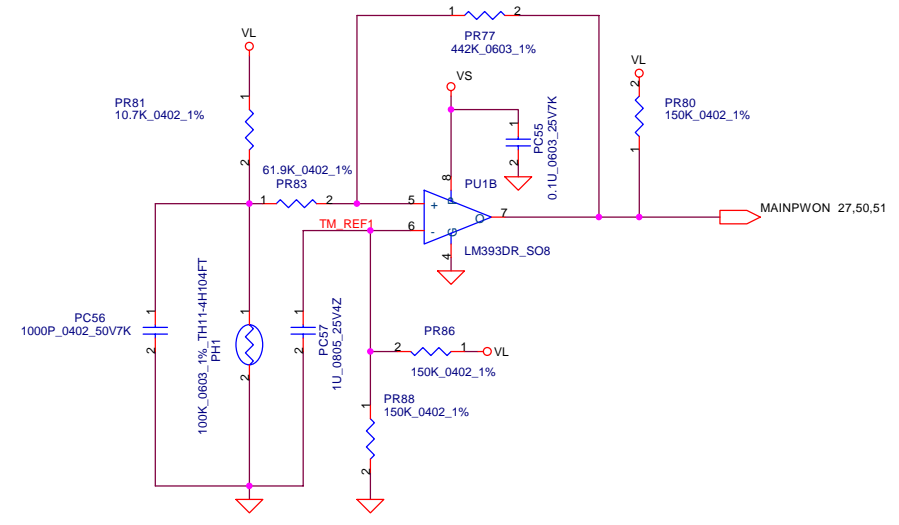 1
2
PR77
442K_0603_1%
VL
1
PR81
10.7K_0402_1%
2
VS
1
PC55
0.1U_0603_25V7K
2
VL
2
PR80
150K_0402_1%
1
61.9K_0402_1%
PR83
1
2
8
PU1B
5
+
P
O
7
TM_REF1
6
-
G
4
LM393DR_SO8
MAINPWON 27,50,51
1
PC56
1000P_0402_50V7K
2
1
100K_0603_1%_TH11-4H104FT
PH1
2
1
PC57
1U_0805_25V4Z
2
PR86
2
1
VL
150K_0402_1%
1
PR88
150K_0402_1%
2